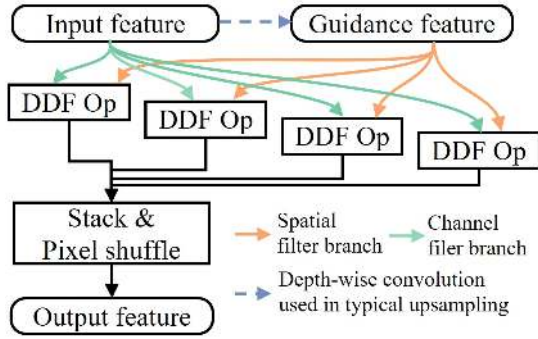 Input feature
Guidance feature
DDF Op
DDF Op
DDF Op
DDF Op
Stack &
Pixel shuffle
Spatial
filter branch
Channel
filer branch
Depth-wise convolution
used in typical upsampling
Output feature